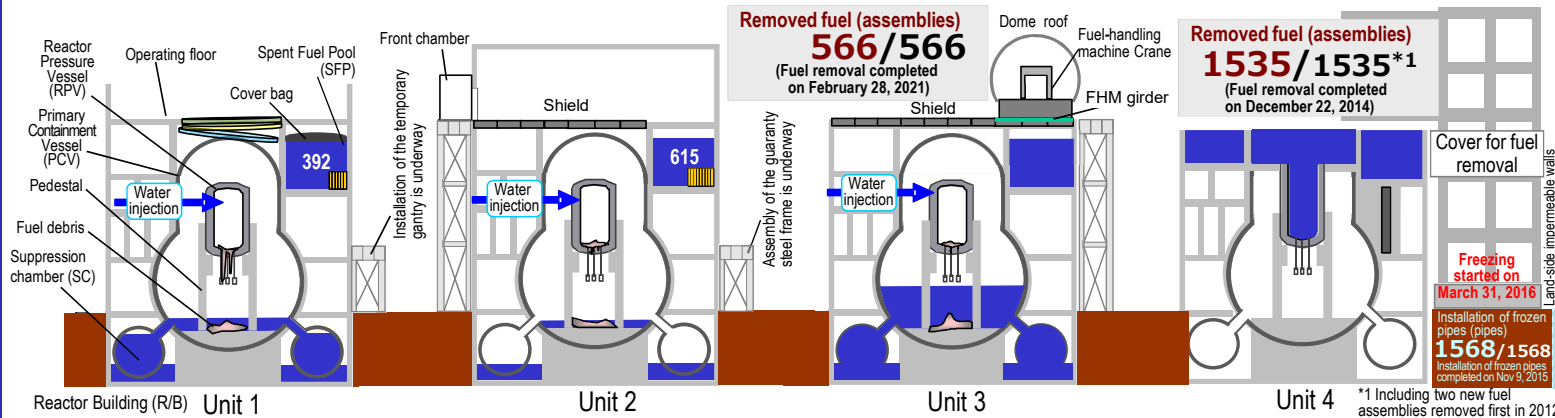 Reactor
Pressure
Vessel
(RPV)
Operating floor
Spent Fuel Pool
(SFP)
Cover bag
Primary
Containment
Vessel
(PCV)
392
Pedestal
Water
injection
Fuel debris
Suppression
chamber (SC)
Reactor Building (R/B)
Unit 1
Installation of the temporary
gantry is underway
Front chamber
Shield
615
Water
injection
Unit 2
Assembly of the guaranty
steel frame is underway
Removed fuel (assemblies)
566/566
(Fuel removal completed
on February 28, 2021)
Dome roof
Fuel-handling
machine Crane
Shield
FHM girder
Water
injection
Unit 3
Removed fuel (assemblies)
1535/1535*1
(Fuel removal completed
on December 22, 2014)
Cover for fuel
removal
Land-side impermeable walls
Freezing
started on
March 31, 2016
Installation of frozen
pipes (pipes)
1568/1568
Installation of frozen pipes
completed on Nov 9, 2015
Unit 4
*1 Including two new fuel
assemblies removed first in 2012